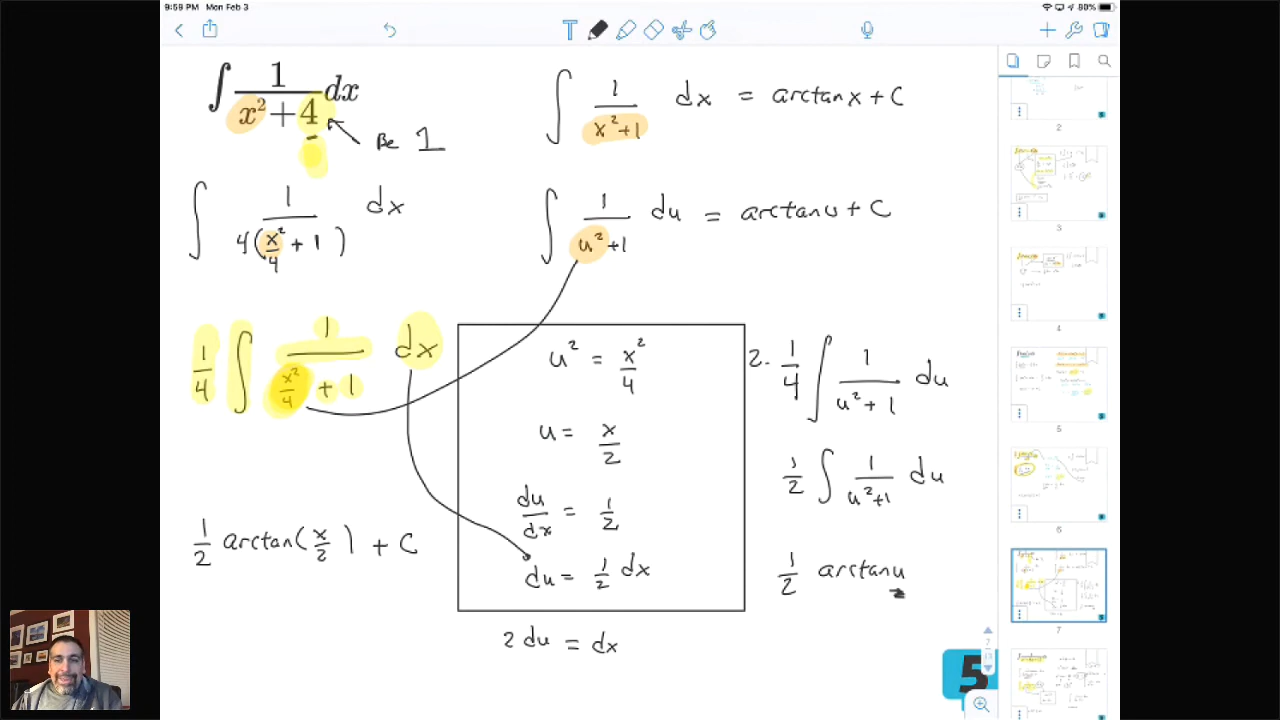 9:59 PM Mon Feb 3
80%
∫ 1/(x² + 4) dx
Be 1
∫ 1/(4(x²/4 + 1)) dx
1/4 ∫ 1/(x²/4 + 1) dx
1/2 arctan(x/2) + C
∫ 1/(x²+1) dx = arctanx + C
∫ 1/(u²+1) du = arctanu + C
u² = x²/4
u = x/2
du/dx = 1/2
du = 1/2 dx
2 du = dx
2. 1/4 ∫ 1/(u²+1) du
1/2 ∫ 1/(u²+1) du
1/2 arctanu
2
3
4
5
6
7
5